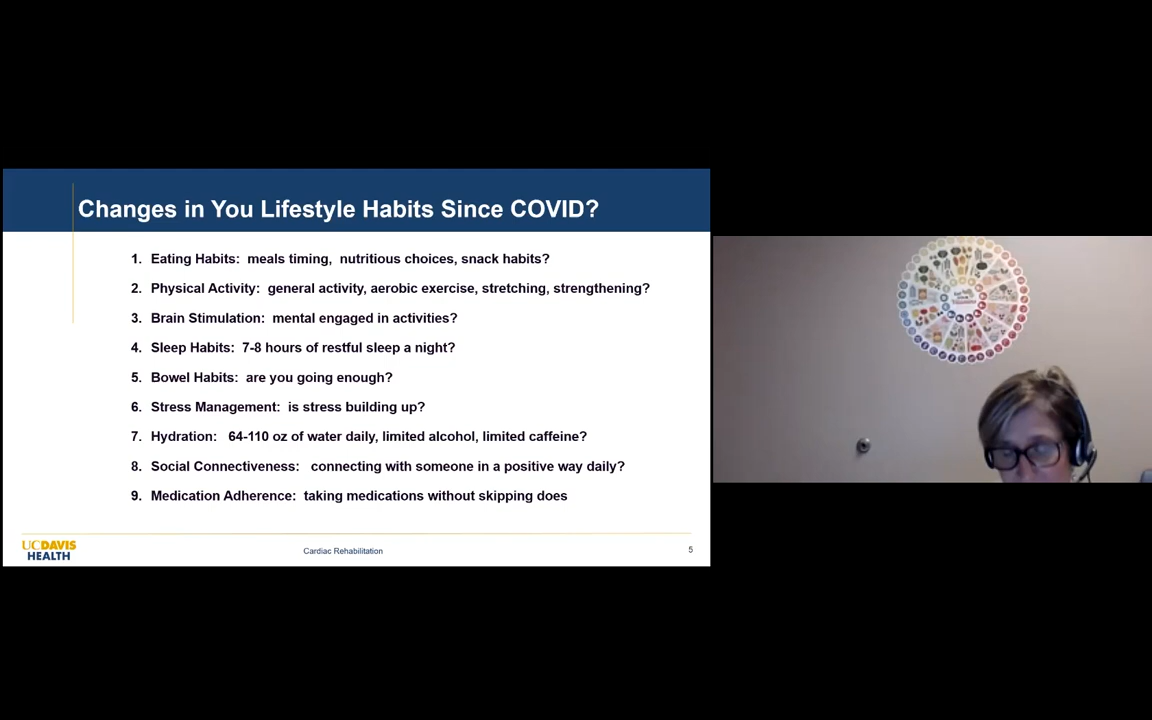 Changes in You Lifestyle Habits Since COVID?
1. Eating Habits: meals timing, nutritious choices, snack habits?
2. Physical Activity: general activity, aerobic exercise, stretching, strengthening?
3. Brain Stimulation: mental engaged in activities?
4. Sleep Habits: 7-8 hours of restful sleep a night?
5. Bowel Habits: are you going enough?
6. Stress Management: is stress building up?
7. Hydration: 64-110 oz of water daily, limited alcohol, limited caffeine?
8. Social Connectiveness: connecting with someone in a positive way daily?
9. Medication Adherence: taking medications without skipping does
UCDAVIS
HEALTH
Cardiac Rehabilitation
5